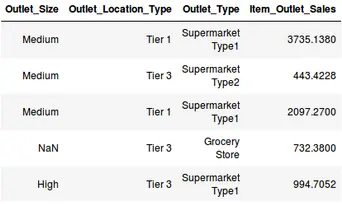 Outlet_Size Outlet_Location_Type Outlet_Type Item_Outlet_Sales
Medium Tier 1 Supermarket Type1 3735.1380
Medium Tier 3 Supermarket Type2 443.4228
Medium Tier 1 Supermarket Type1 2097.2700
NaN Tier 3 Grocery Store 732.3800
High Tier 3 Supermarket Type1 994.7052